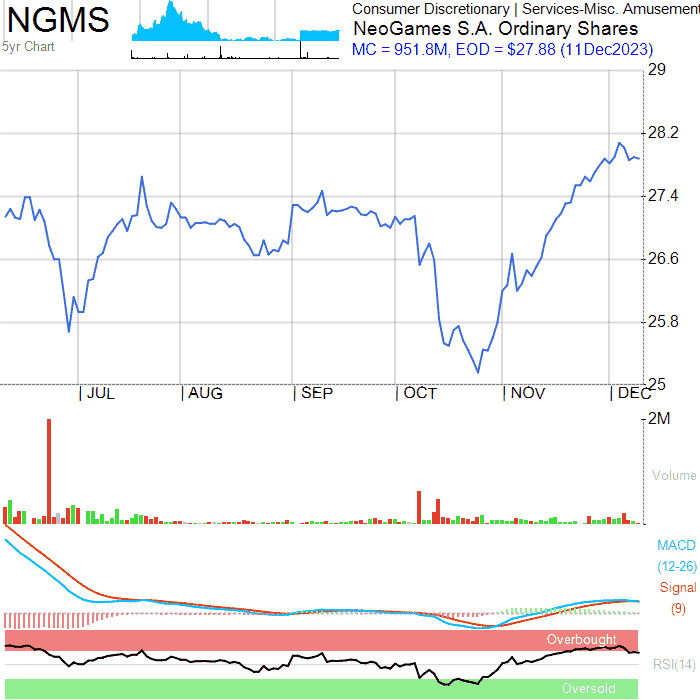 NGMS
5yr Chart
Consumer Discretionary | Services-Misc. Amusement
NeoGames S.A. Ordinary Shares
MC = 951.8M, EOD = $27.88 (11Dec2023)
29
28.2
27.4
26.6
25.8
25
| JUL | AUG | SEP | OCT | NOV | DEC
2M
Volume
MACD
(12-26)
Signal
(9)
Overbought
RSI(14)
Oversold